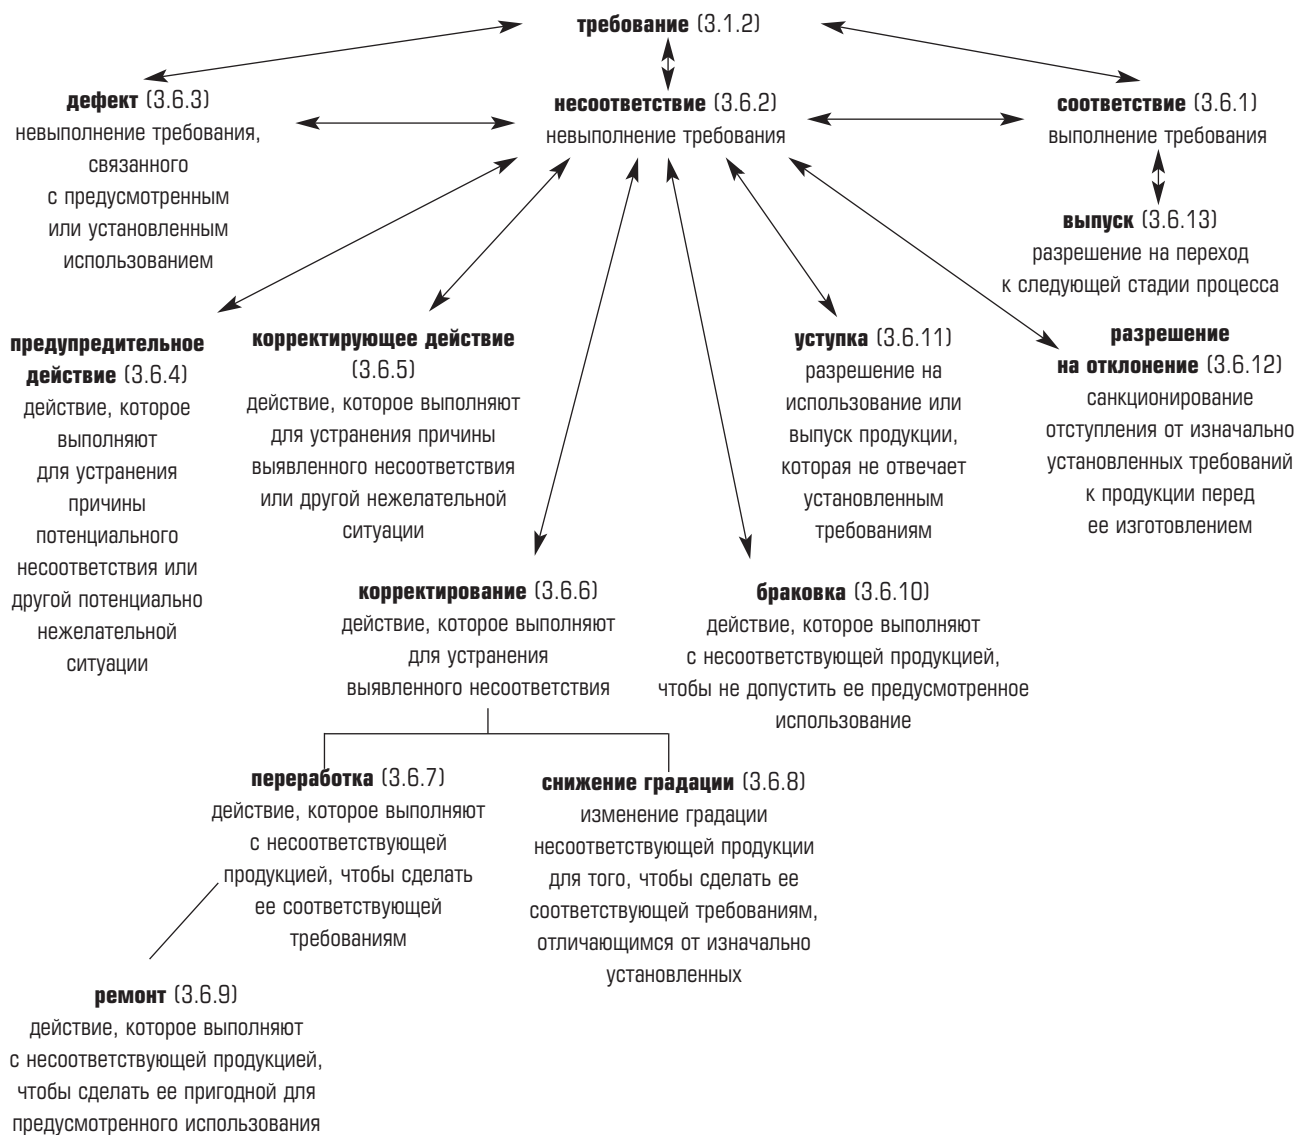 требование (3.1.2)
дефект (3.6.3)
невыполнение требования,
связанного
с предусмотренным
или установленным
использованием
несоответствие (3.6.2)
невыполнение требования
соответствие (3.6.1)
выполнение требования
выпуск (3.6.13)
разрешение на переход
к следующей стадии процесса
предупредительное
действие (3.6.4)
действие, которое
выполняют
для устранения
причины
потенциального
несоответствия или
другой потенциально
нежелательной
ситуации
корректирующее действие
(3.6.5)
действие, которое выполняют
для устранения причины
выявленного несоответствия
или другой нежелательной
ситуации
уступка (3.6.11)
разрешение на
использование или
выпуск продукции,
которая не отвечает
установленным
требованиям
разрешение
на отклонение (3.6.12)
санкционирование
отступления от изначально
установленных требований
к продукции перед
ее изготовлением
корректирование (3.6.6)
действие, которое выполняют
для устранения
выявленного несоответствия
браковка (3.6.10)
действие, которое выполняют
с несоответствующей продукцией,
чтобы не допустить ее предусмотренное
использование
переработка (3.6.7)
действие, которое выполняют
с несоответствующей
продукцией, чтобы сделать
ее соответствующей
требованиям
снижение градации (3.6.8)
изменение градации
несоответствующей продукции
для того, чтобы сделать ее
соответствующей требованиям,
отличающимся от изначально
установленных
ремонт (3.6.9)
действие, которое выполняют
с несоответствующей продукцией,
чтобы сделать ее пригодной для
предусмотренного использования